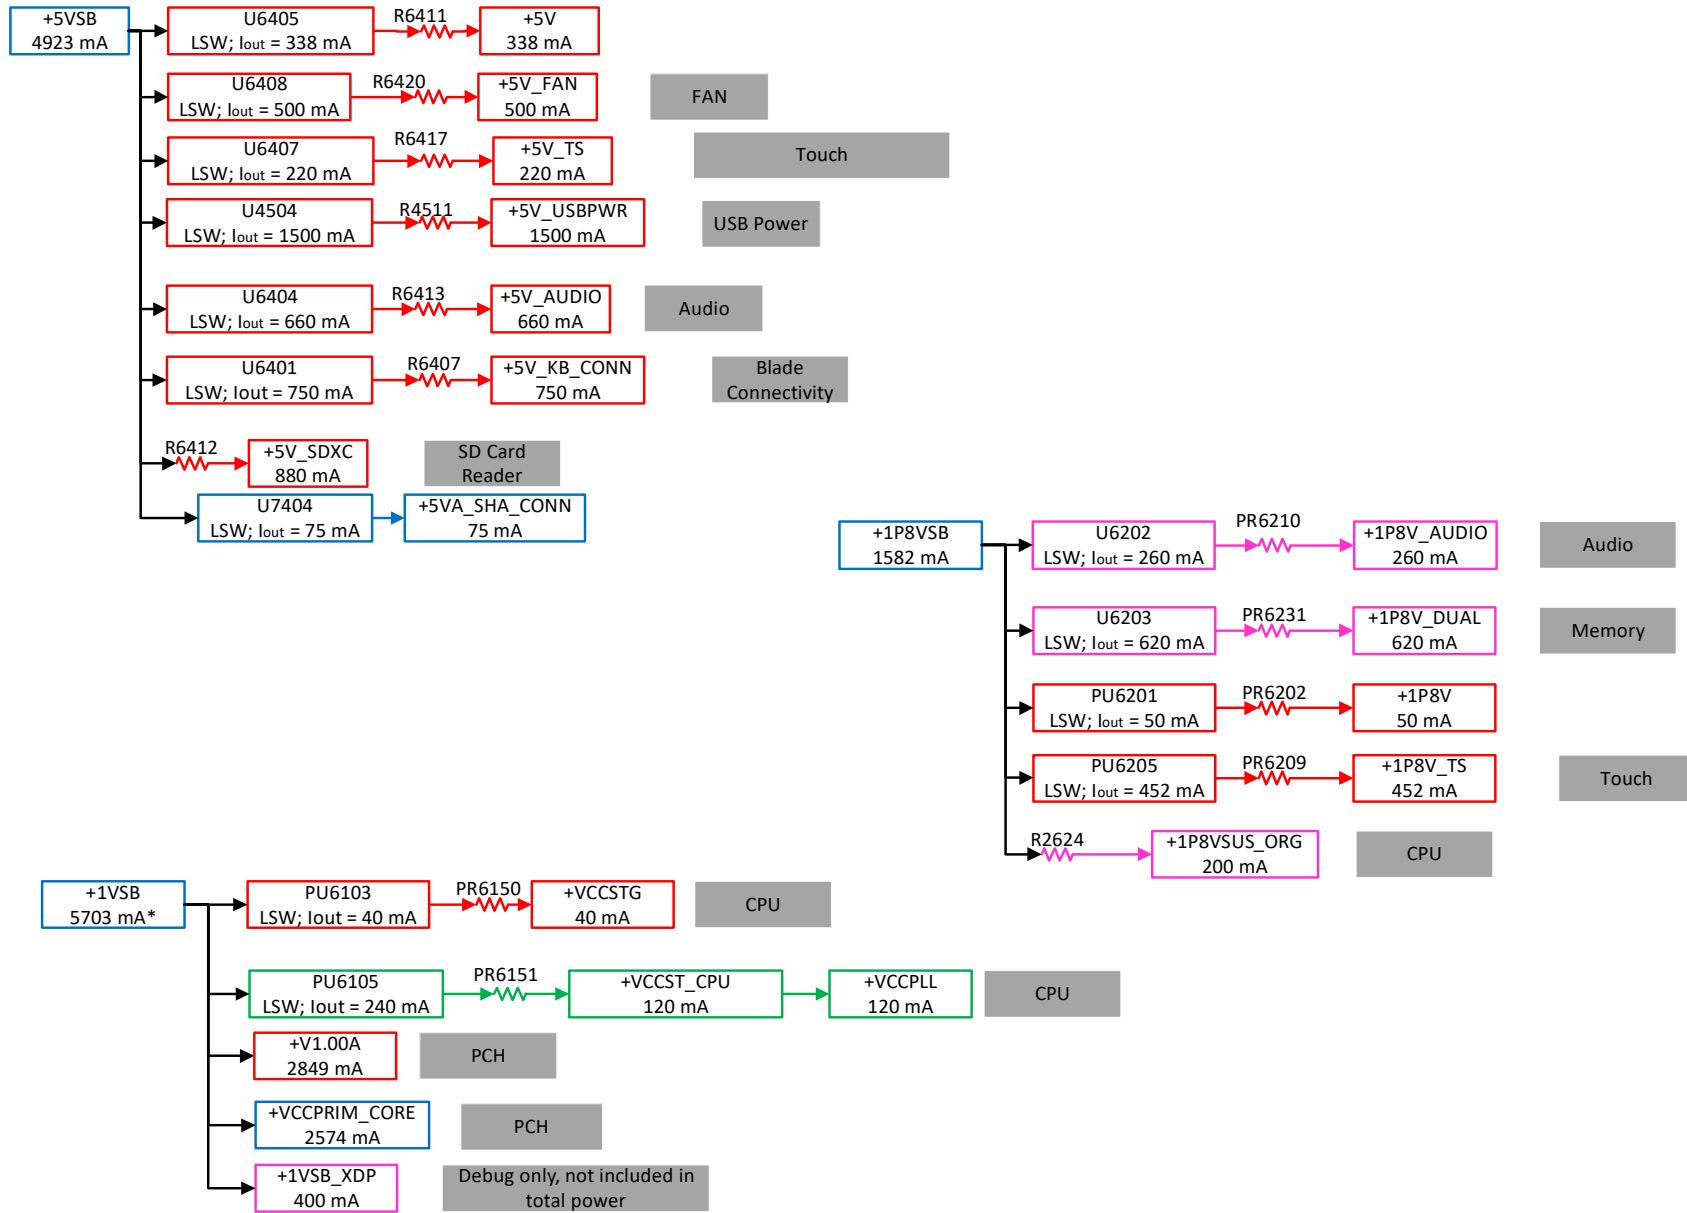 +5VSB
4923 mA
U6405
LSW; Iout = 338 mA
R6411
+5V
338 mA
U6408
LSW; Iout = 500 mA
R6420
+5V_FAN
500 mA
FAN
U6407
LSW; Iout = 220 mA
R6417
+5V_TS
220 mA
Touch
U4504
LSW; Iout = 1500 mA
R4511
+5V_USBPWR
1500 mA
USB Power
U6404
LSW; Iout = 660 mA
R6413
+5V_AUDIO
660 mA
Audio
U6401
LSW; Iout = 750 mA
R6407
+5V_KB_CONN
750 mA
Blade
Connectivity
R6412
+5V_SDXC
880 mA
SD Card
Reader
U7404
LSW; Iout = 75 mA
+5VA_SHA_CONN
75 mA
+1P8VSB
1582 mA
U6202
LSW; Iout = 260 mA
PR6210
+1P8V_AUDIO
260 mA
Audio
U6203
LSW; Iout = 620 mA
PR6231
+1P8V_DUAL
620 mA
Memory
PU6201
LSW; Iout = 50 mA
PR6202
+1P8V
50 mA
PU6205
LSW; Iout = 452 mA
PR6209
+1P8V_TS
452 mA
Touch
R2624
+1P8VSUS_ORG
200 mA
CPU
+1VSB
5703 mA*
PU6103
LSW; Iout = 40 mA
PR6150
+VCCSTG
40 mA
CPU
PU6105
LSW; Iout = 240 mA
PR6151
+VCCST_CPU
120 mA
+VCCPLL
120 mA
CPU
+V1.00A
2849 mA
PCH
+VCCPRIM_CORE
2574 mA
PCH
+1VSB_XDP
400 mA
Debug only, not included in
total power